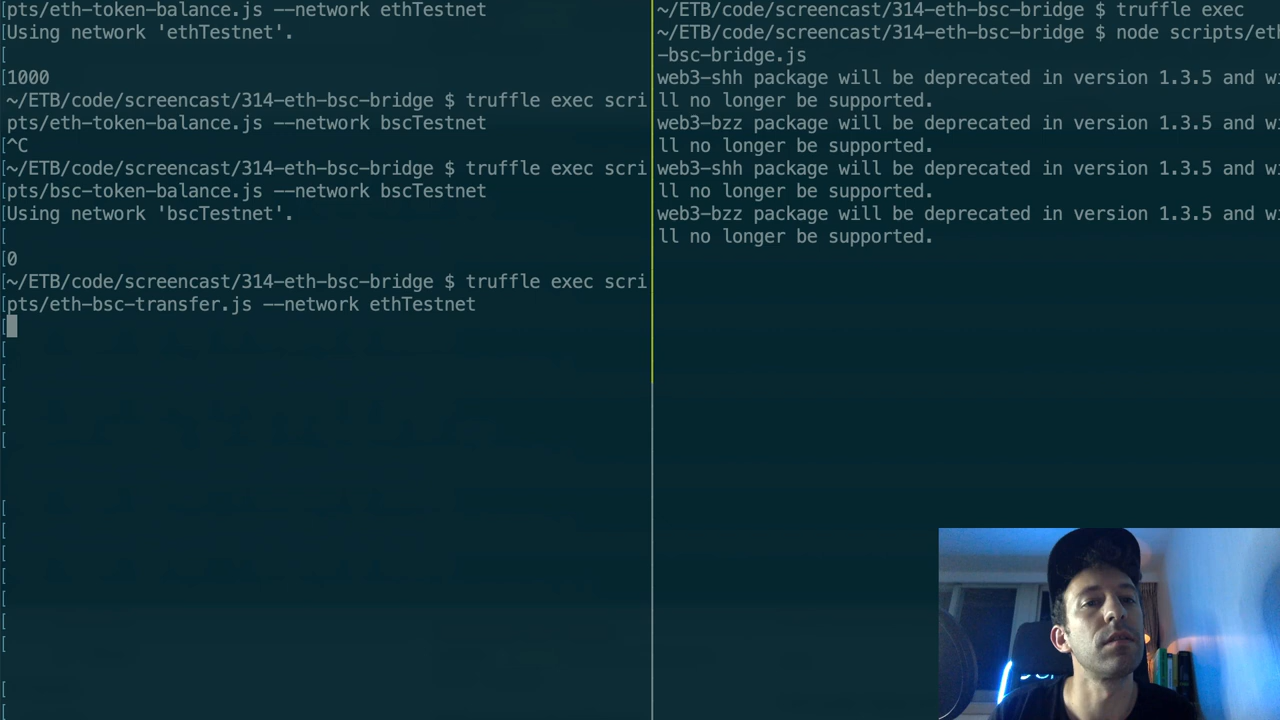 pts/eth-token-balance.js --network ethTestnet
Using network 'ethTestnet'.
[
[1000
~/ETB/code/screencast/314-eth-bsc-bridge $ truffle exec scri
pts/eth-token-balance.js --network bscTestnet
[^C
[~/ETB/code/screencast/314-eth-bsc-bridge $ truffle exec scri
[pts/bsc-token-balance.js --network bscTestnet
[Using network 'bscTestnet'.
[
[0
[~/ETB/code/screencast/314-eth-bsc-bridge $ truffle exec scri
[pts/eth-bsc-transfer.js --network ethTestnet
~/ETB/code/screencast/314-eth-bsc-bridge $ truffle exec
~/ETB/code/screencast/314-eth-bsc-bridge $ node scripts/eth
-bsc-bridge.js
web3-shh package will be deprecated in version 1.3.5 and wi
ll no longer be supported.
web3-bzz package will be deprecated in version 1.3.5 and wi
ll no longer be supported.
web3-shh package will be deprecated in version 1.3.5 and wi
ll no longer be supported.
web3-bzz package will be deprecated in version 1.3.5 and wi
ll no longer be supported.